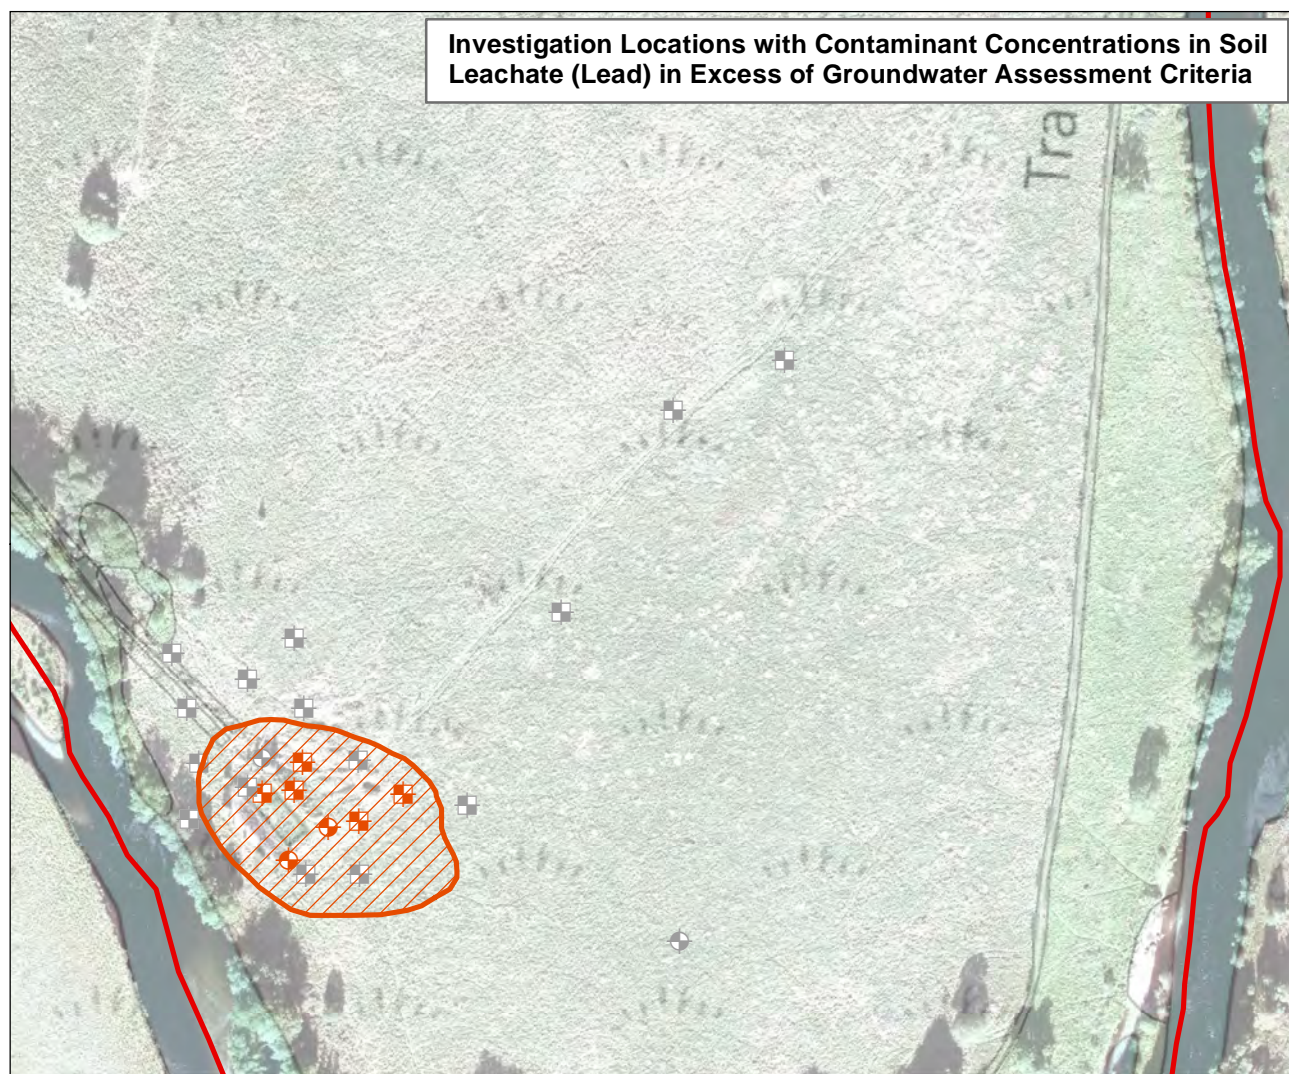 Investigation Locations with Contaminant Concentrations in Soil
Leachate (Lead) in Excess of Groundwater Assessment Criteria
Tra